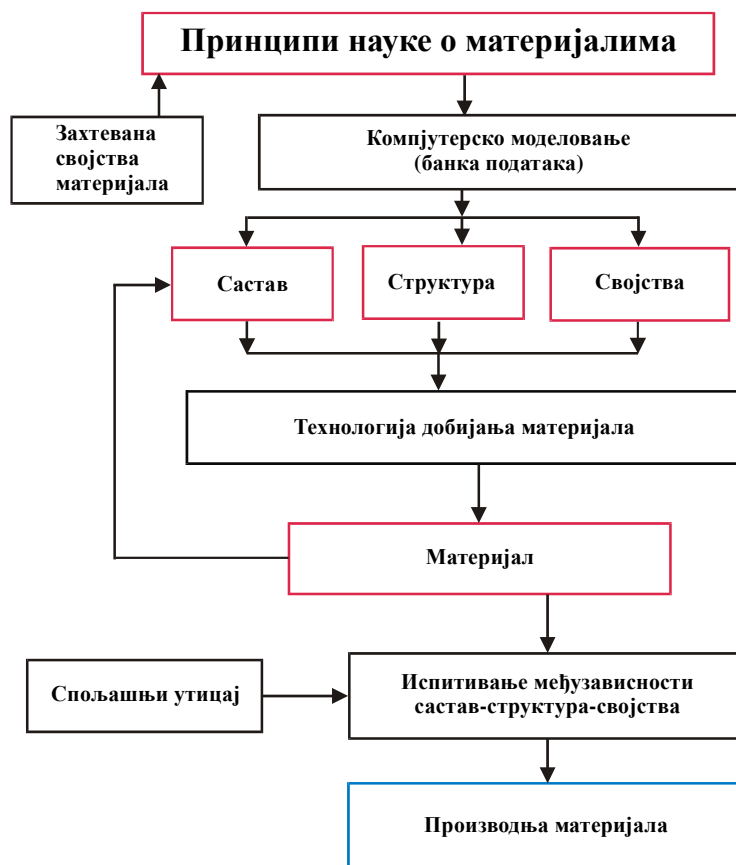 Принципи науке о материјалима
Захтевана
својства
материјала
Компјутерско моделовање
(банка података)
Састав
Структура
Својства
Технологија добијања материјала
Материјал
Спољашњи утицај
Испитивање међузависности
састав-структура-својства
Производња материјала